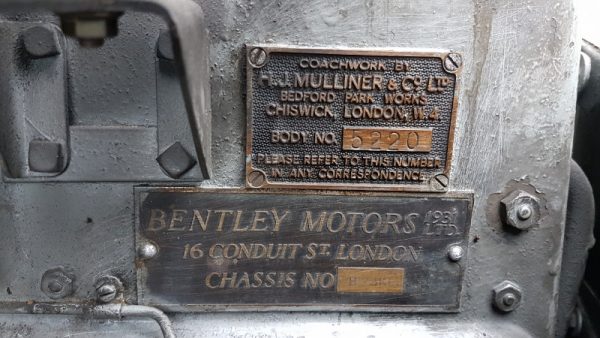 COACHWORK BY
H.J. MULLINER & Co LTD
BEDFORD PARK WORKS
CHISWICK, LONDON, W.4.
BODY NO. 5220
PLEASE REFER TO THIS NUMBER
IN ANY CORRESPONDENCE
BENTLEY MOTORS (1931) LTD.
16 CONDUIT ST. LONDON
CHASSIS NO